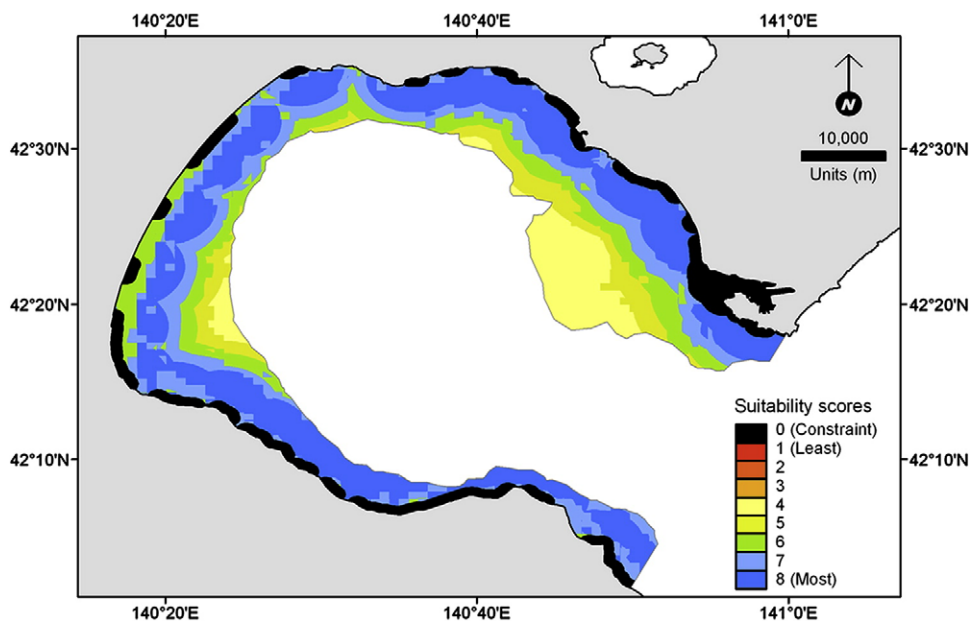 140°20'E 140°40'E 141°0'E
N
10,000
Units (m)
42°30'N 42°30'N
42°20'N 42°20'N
42°10'N 42°10'N
Suitability scores
0 (Constraint)
1 (Least)
2
3
4
5
6
7
8 (Most)
140°20'E 140°40'E 141°0'E